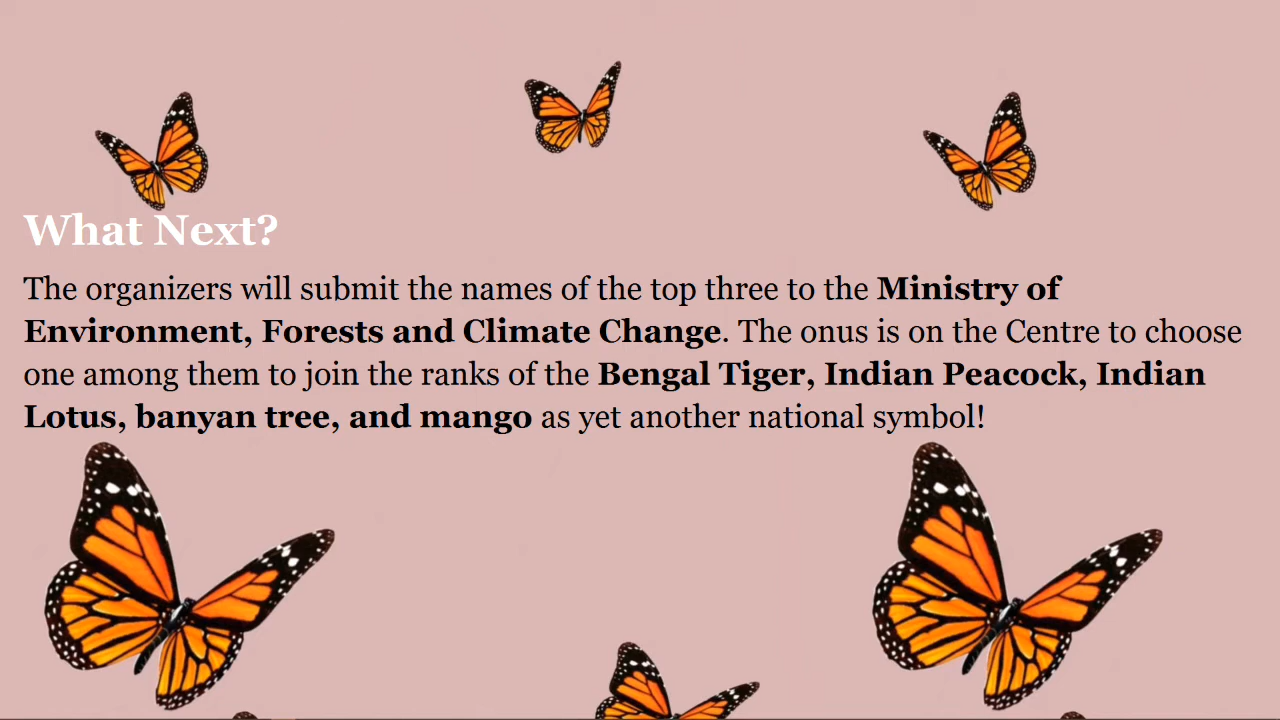 What Next?
The organizers will submit the names of the top three to the Ministry of
Environment, Forests and Climate Change. The onus is on the Centre to choose
one among them to join the ranks of the Bengal Tiger, Indian Peacock, Indian
Lotus, banyan tree, and mango as yet another national symbol!